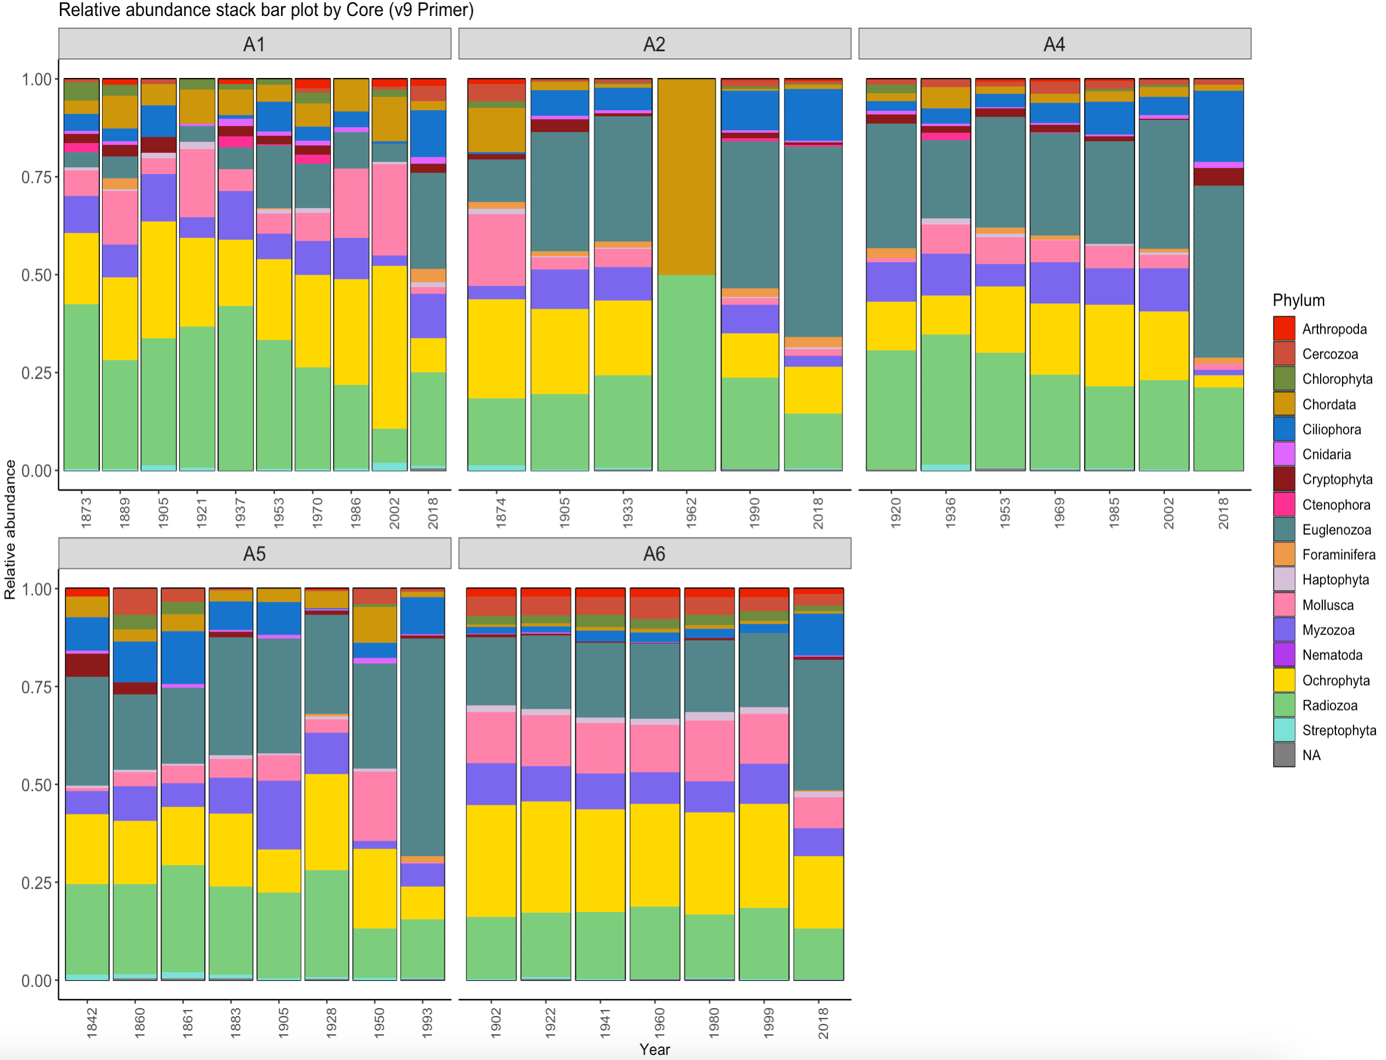 Relative abundance stack bar plot by Core (v9 Primer)
A1
A2
A4
1.00
0.75
0.50
0.25
0.00
1873 1889 1905 1921 1937 1953 1970 1986 2002 2018
1874 1905 1933 1962 1990 2018
1920 1936 1953 1969 1985 2002 2018
A5
A6
1.00
0.75
0.50
0.25
0.00
1842 1860 1861 1883 1905 1928 1950 1993
1902 1922 1941 1960 1980 1999 2018
Relative abundance
Year
Phylum
Arthropoda
Cercozoa
Chlorophyta
Chordata
Ciliophora
Cnidaria
Cryptophyta
Ctenophora
Euglenozoa
Foraminifera
Haptophyta
Mollusca
Myzozoa
Nematoda
Ochrophyta
Radiozoa
Streptophyta
NA